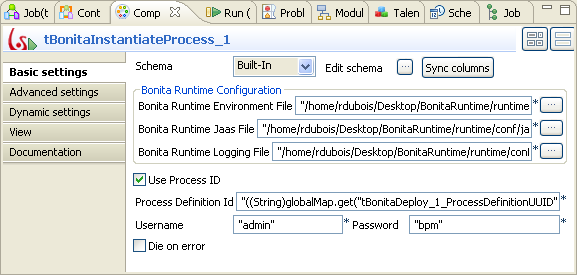 Job(t Cont Comp Run ( Probl Modul Talen Sche Job
tBonitaInstantiateProcess_1
Basic settings
Advanced settings
Dynamic settings
View
Documentation
Schema Built-In Edit schema ... Sync columns
Bonita Runtime Configuration
Bonita Runtime Environment File "/home/rdubois/Desktop/BonitaRuntime/runtime * ...
Bonita Runtime Jaas File "/home/rdubois/Desktop/BonitaRuntime/runtime/conf/ja * ...
Bonita Runtime Logging File "/home/rdubois/Desktop/BonitaRuntime/runtime/conf * ...
Use Process ID
Process Definition Id "((String)globalMap.get("tBonitaDeploy_1_ProcessDefinitionUUID" *
Username "admin" * Password "bpm" *
Die on error